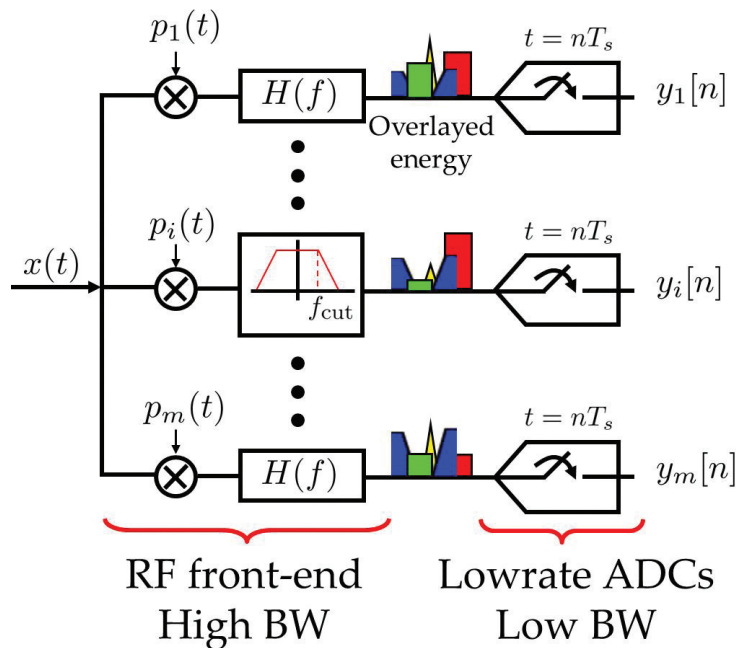 p₁(t)
t = nTₛ
H(f)
y₁[n]
Overlayed
energy
pᵢ(t)
t = nTₛ
x(t)
f_cut
yᵢ[n]
pₘ(t)
t = nTₛ
H(f)
yₘ[n]
RF front-end
High BW
Lowrate ADCs
Low BW